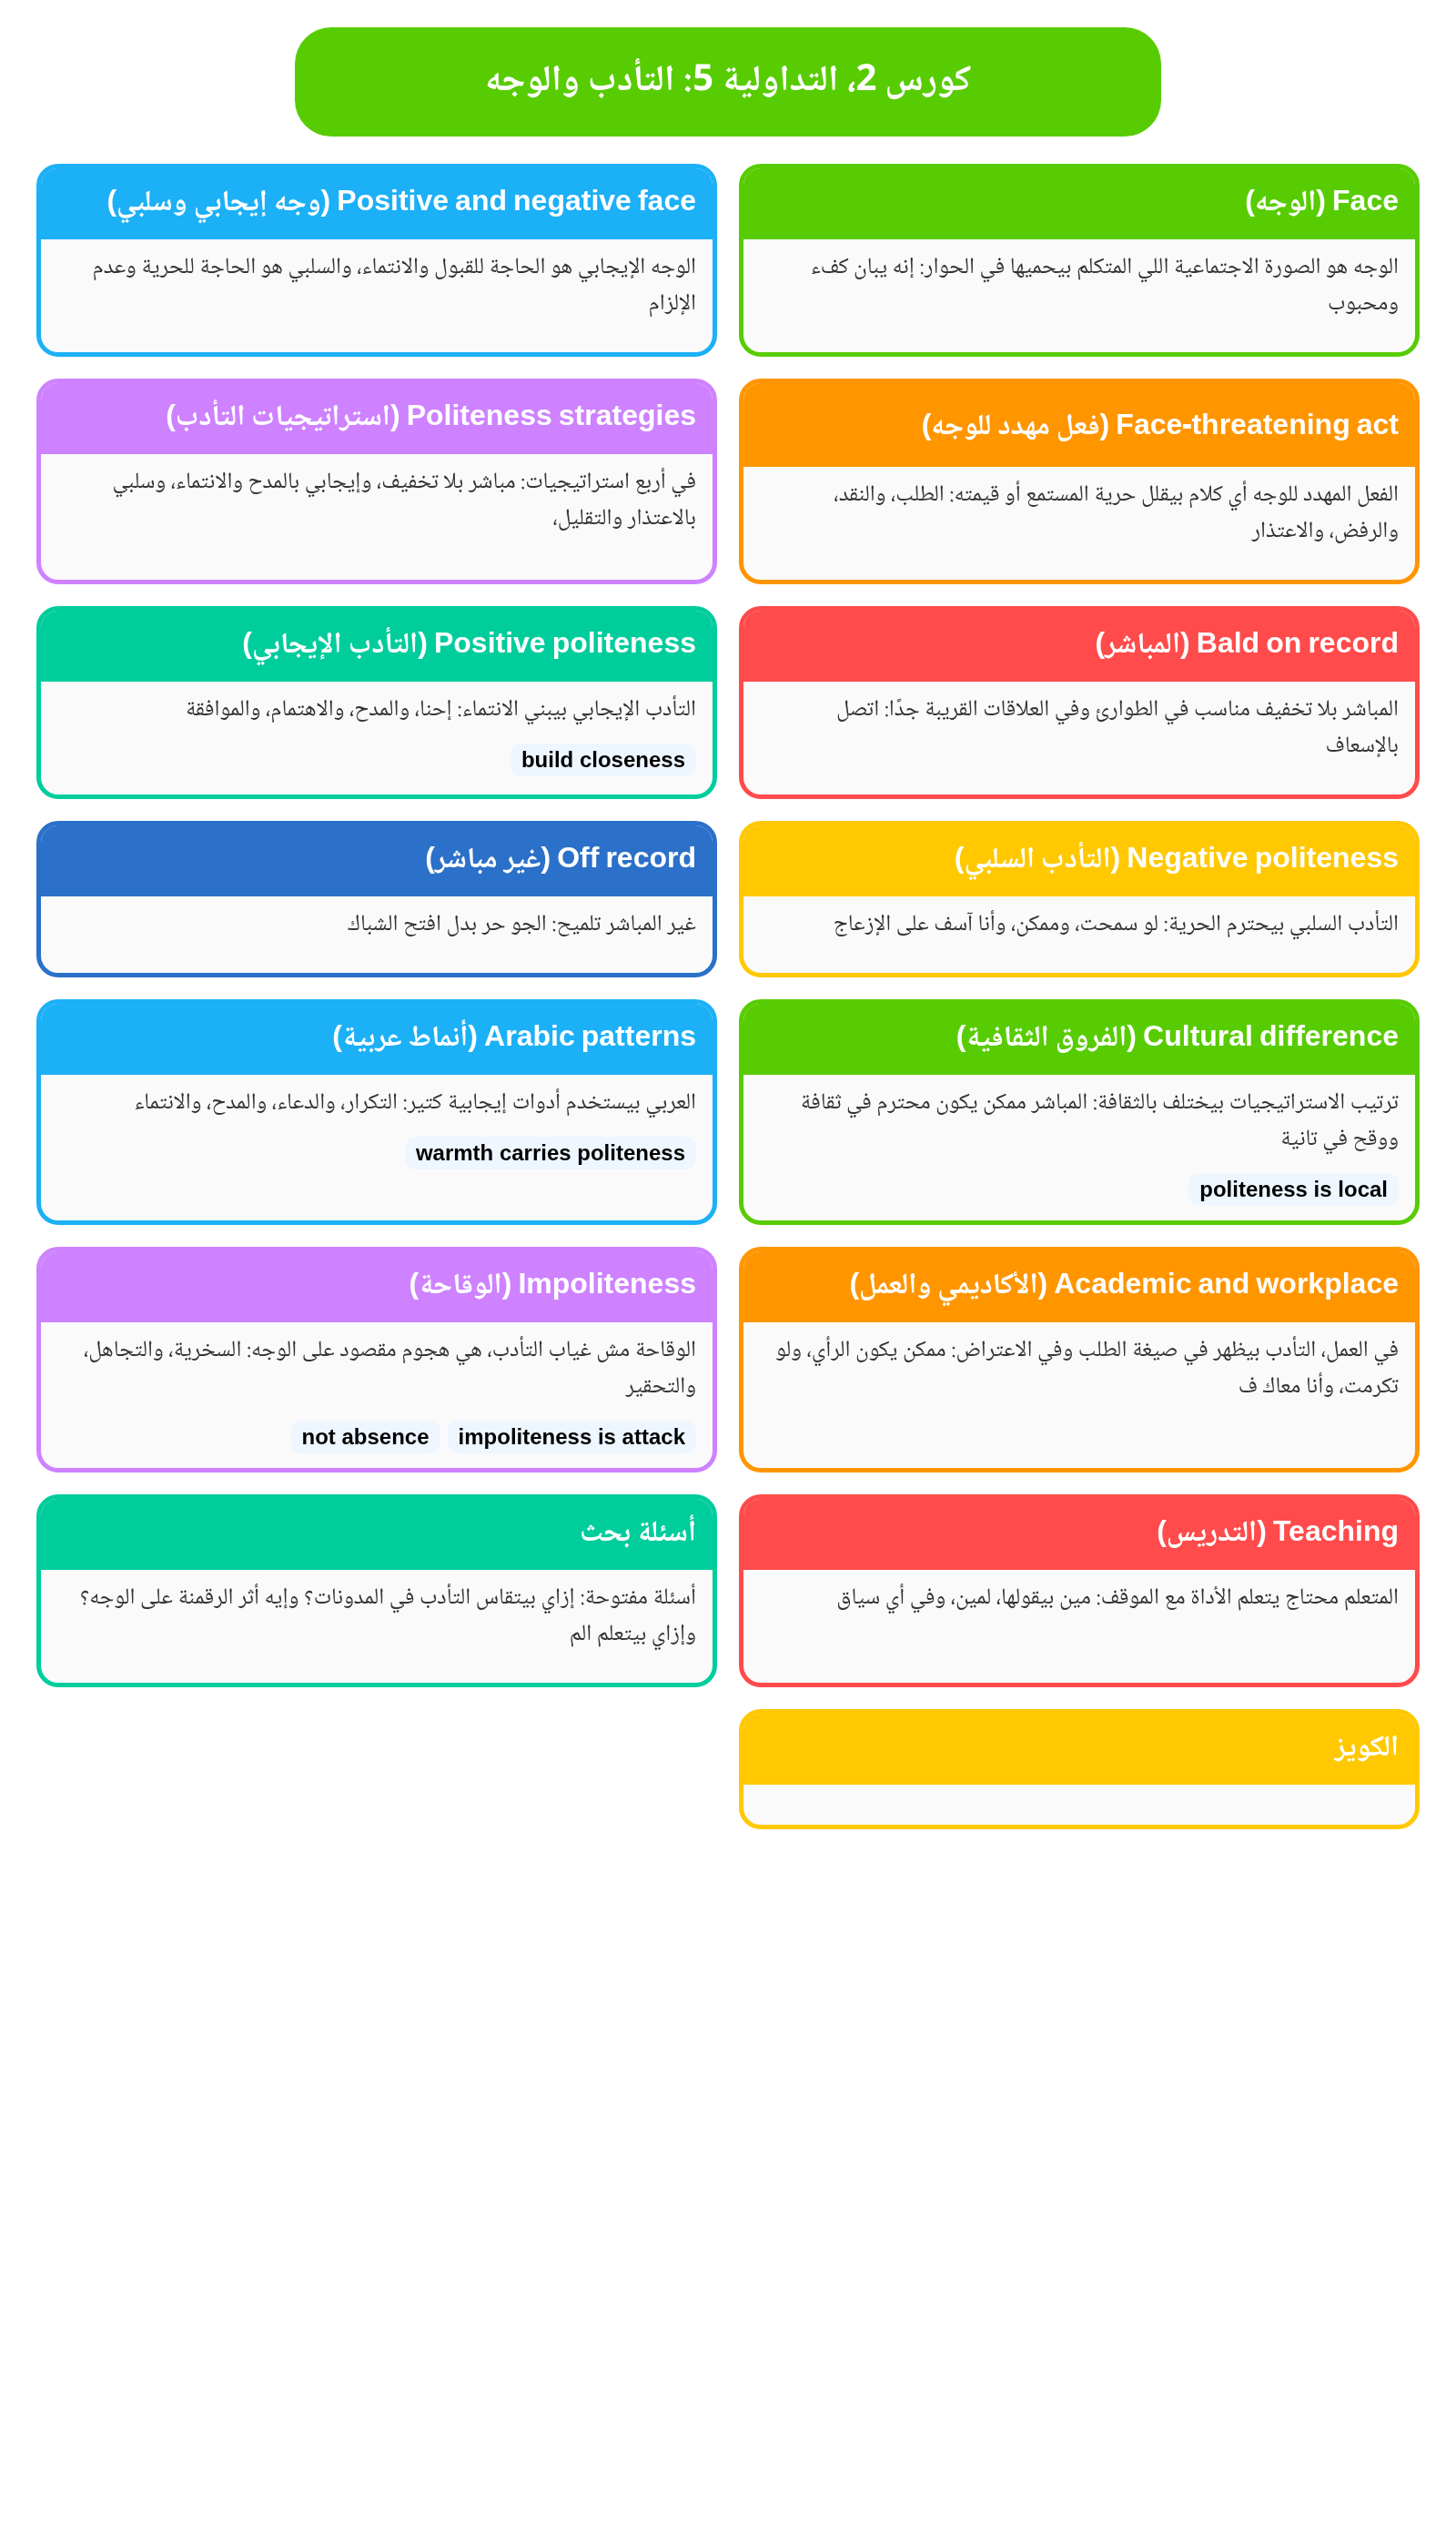 كورس 2، التداولية 5: التأدب والوجه
Face (الوجه)
الوجه هو الصورة الاجتماعية اللي المتكلم بيحميها في الحوار: إنه يبان كفء
ومحبوب
Positive and negative face (وجه إيجابي وسلبي)
الوجه الإيجابي هو الحاجة للقبول والانتماء، والسلبي هو الحاجة للحرية وعدم
الإلزام
Face-threatening act (فعل مهدد للوجه)
الفعل المهدد للوجه أي كلام بيقلل حرية المستمع أو قيمته: الطلب، والنقد،
والرفض، والاعتذار
Politeness strategies (استراتيجيات التأدب)
في أربع استراتيجيات: مباشر بلا تخفيف، وإيجابي بالمدح والانتماء، وسلبي
بالاعتذار والتقليل،
Bald on record (المباشر)
المباشر بلا تخفيف مناسب في الطوارئ وفي العلاقات القريبة جدًا: اتصل
بالإسعاف
Positive politeness (التأدب الإيجابي)
التأدب الإيجابي بيبني الانتماء: إحنا، والمدح، والاهتمام، والموافقة
build closeness
Negative politeness (التأدب السلبي)
التأدب السلبي بيحترم الحرية: لو سمحت، وممكن، وأنا آسف على الإزعاج
Off record (غير مباشر)
غير المباشر تلميح: الجو حر بدل افتح الشباك
Cultural difference (الفروق الثقافية)
ترتيب الاستراتيجيات بيختلف بالثقافة: المباشر ممكن يكون محترم في ثقافة
ووقح في تانية
politeness is local
Arabic patterns (أنماط عربية)
العربي بيستخدم أدوات إيجابية كتير: التكرار، والدعاء، والمدح، والانتماء
warmth carries politeness
Academic and workplace (الأكاديمي والعمل)
في العمل، التأدب بيظهر في صيغة الطلب وفي الاعتراض: ممكن يكون الرأي، ولو
تكرمت، وأنا معاك ف
Impoliteness (الوقاحة)
الوقاحة مش غياب التأدب، هي هجوم مقصود على الوجه: السخرية، والتجاهل،
والتحقير
impoliteness is attack not absence
Teaching (التدريس)
المتعلم محتاج يتعلم الأداة مع الموقف: مين بيقولها، لمين، وفي أي سياق
أسئلة بحث
أسئلة مفتوحة: إزاي بيتقاس التأدب في المدونات؟ وإيه أثر الرقمنة على الوجه؟
وإزاي بيتعلم الم
الكويز